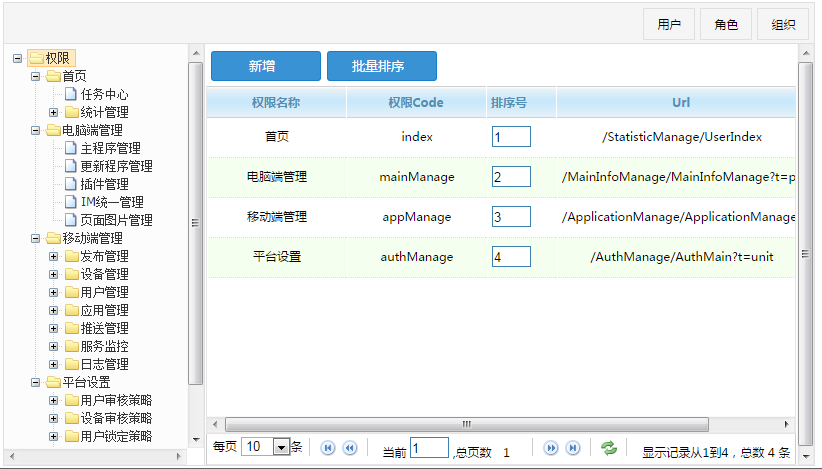 用户 角色 组织
权限
首页
任务中心
统计管理
电脑端管理
主程序管理
更新程序管理
插件管理
IM统一管理
页面图片管理
移动端管理
发布管理
设备管理
用户管理
应用管理
推送管理
服务监控
日志管理
平台设置
用户审核策略
设备审核策略
用户锁定策略
新增 批量排序
权限名称 权限Code 排序号 Url
首页 index 1 /StatisticManage/UserIndex
电脑端管理 mainManage 2 /MainInfoManage/MainInfoManage?t=p
移动端管理 appManage 3 /ApplicationManage/ApplicationManage
平台设置 authManage 4 /AuthManage/AuthMain?t=unit
每页 10 条 当前 1 ,总页数 1 显示记录从1到4，总数 4 条